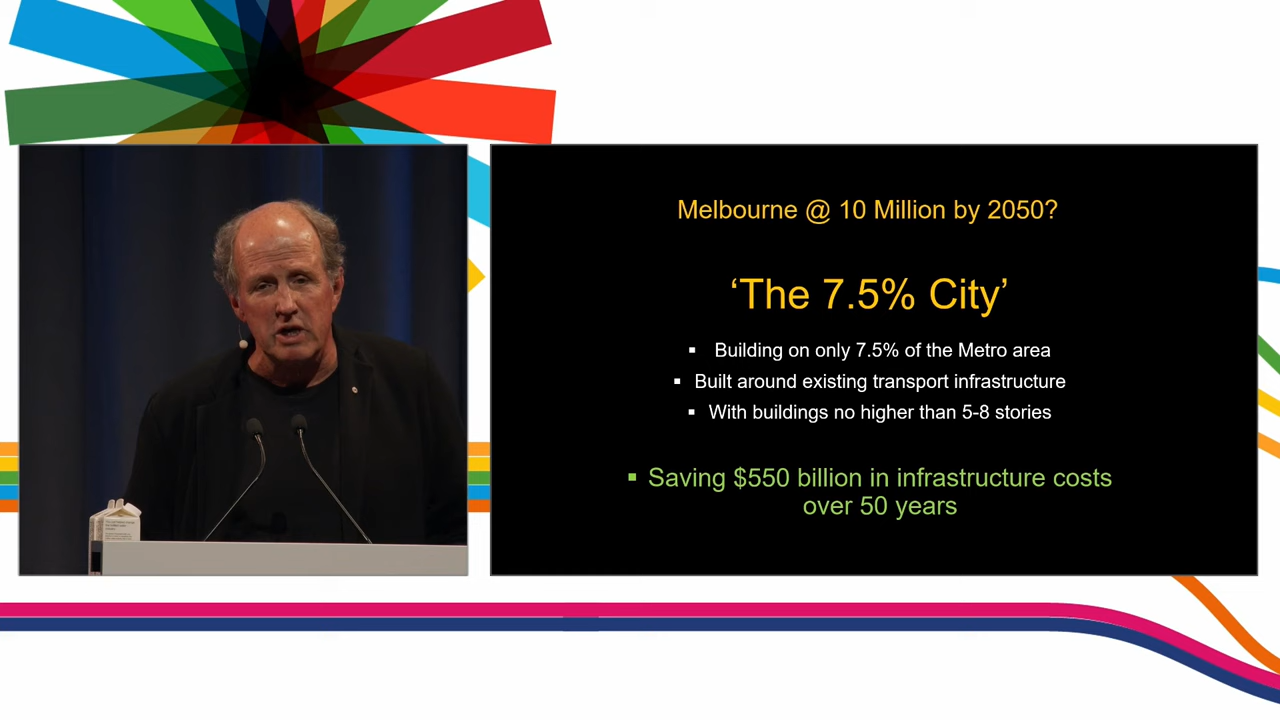 Melbourne @ 10 Million by 2050?
‘The 7.5% City’
▪ Building on only 7.5% of the Metro area
▪ Built around existing transport infrastructure
▪ With buildings no higher than 5-8 stories
▪ Saving $550 billion in infrastructure costs
over 50 years